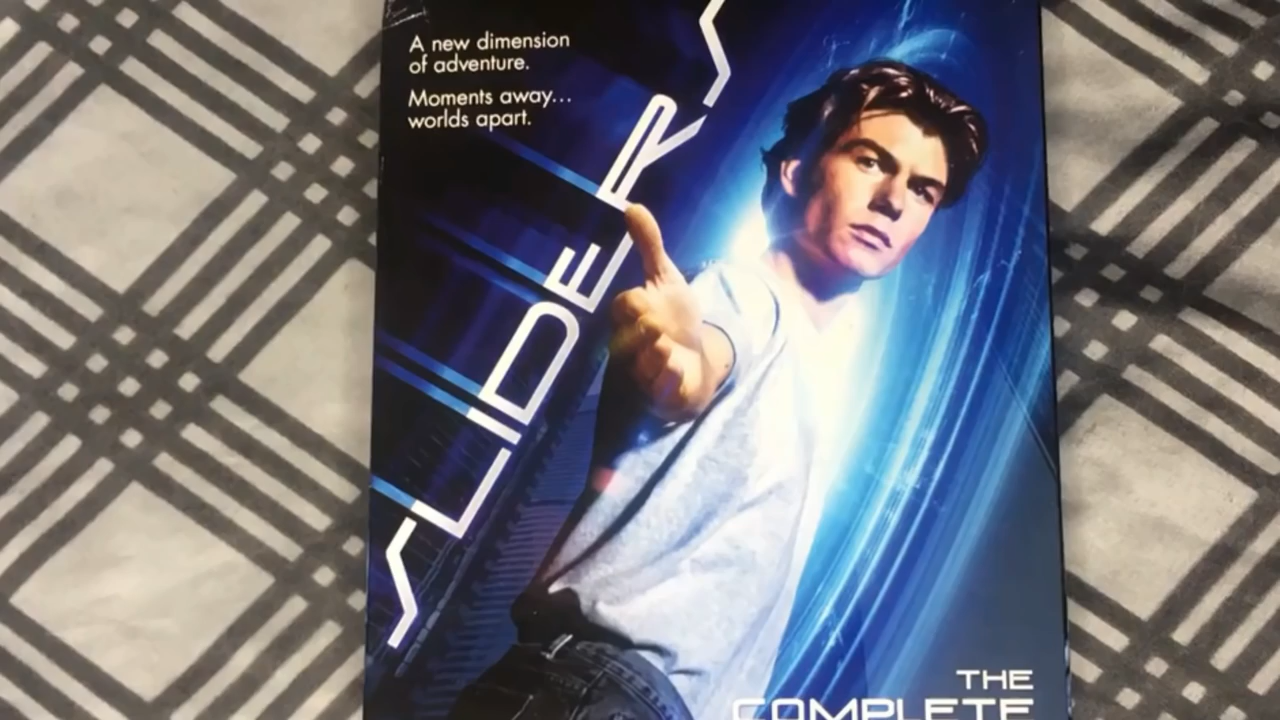 A new dimension
of adventure.
Moments away...
worlds apart.
SLIDERS
THE
COMPLETE